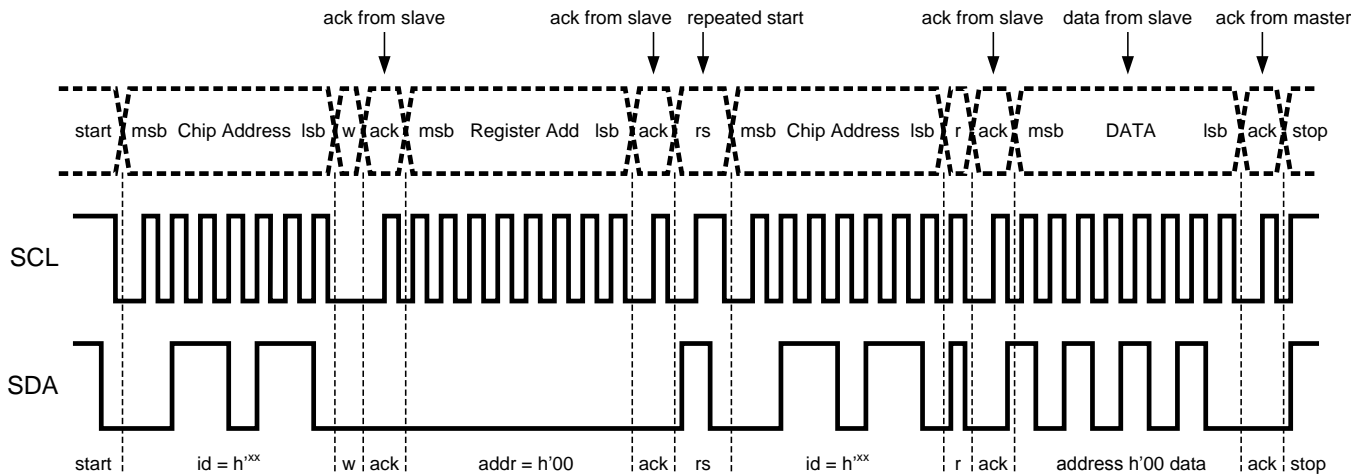 ack from slave ack from slave repeated start ack from slave data from slave ack from master
start msb Chip Address lsb w ack msb Register Add lsb ack rs msb Chip Address lsb r ack msb DATA lsb ack stop
SCL
SDA
start id = h'xx w ack addr = h'00 ack rs id = h'xx r ack address h'00 data ack stop